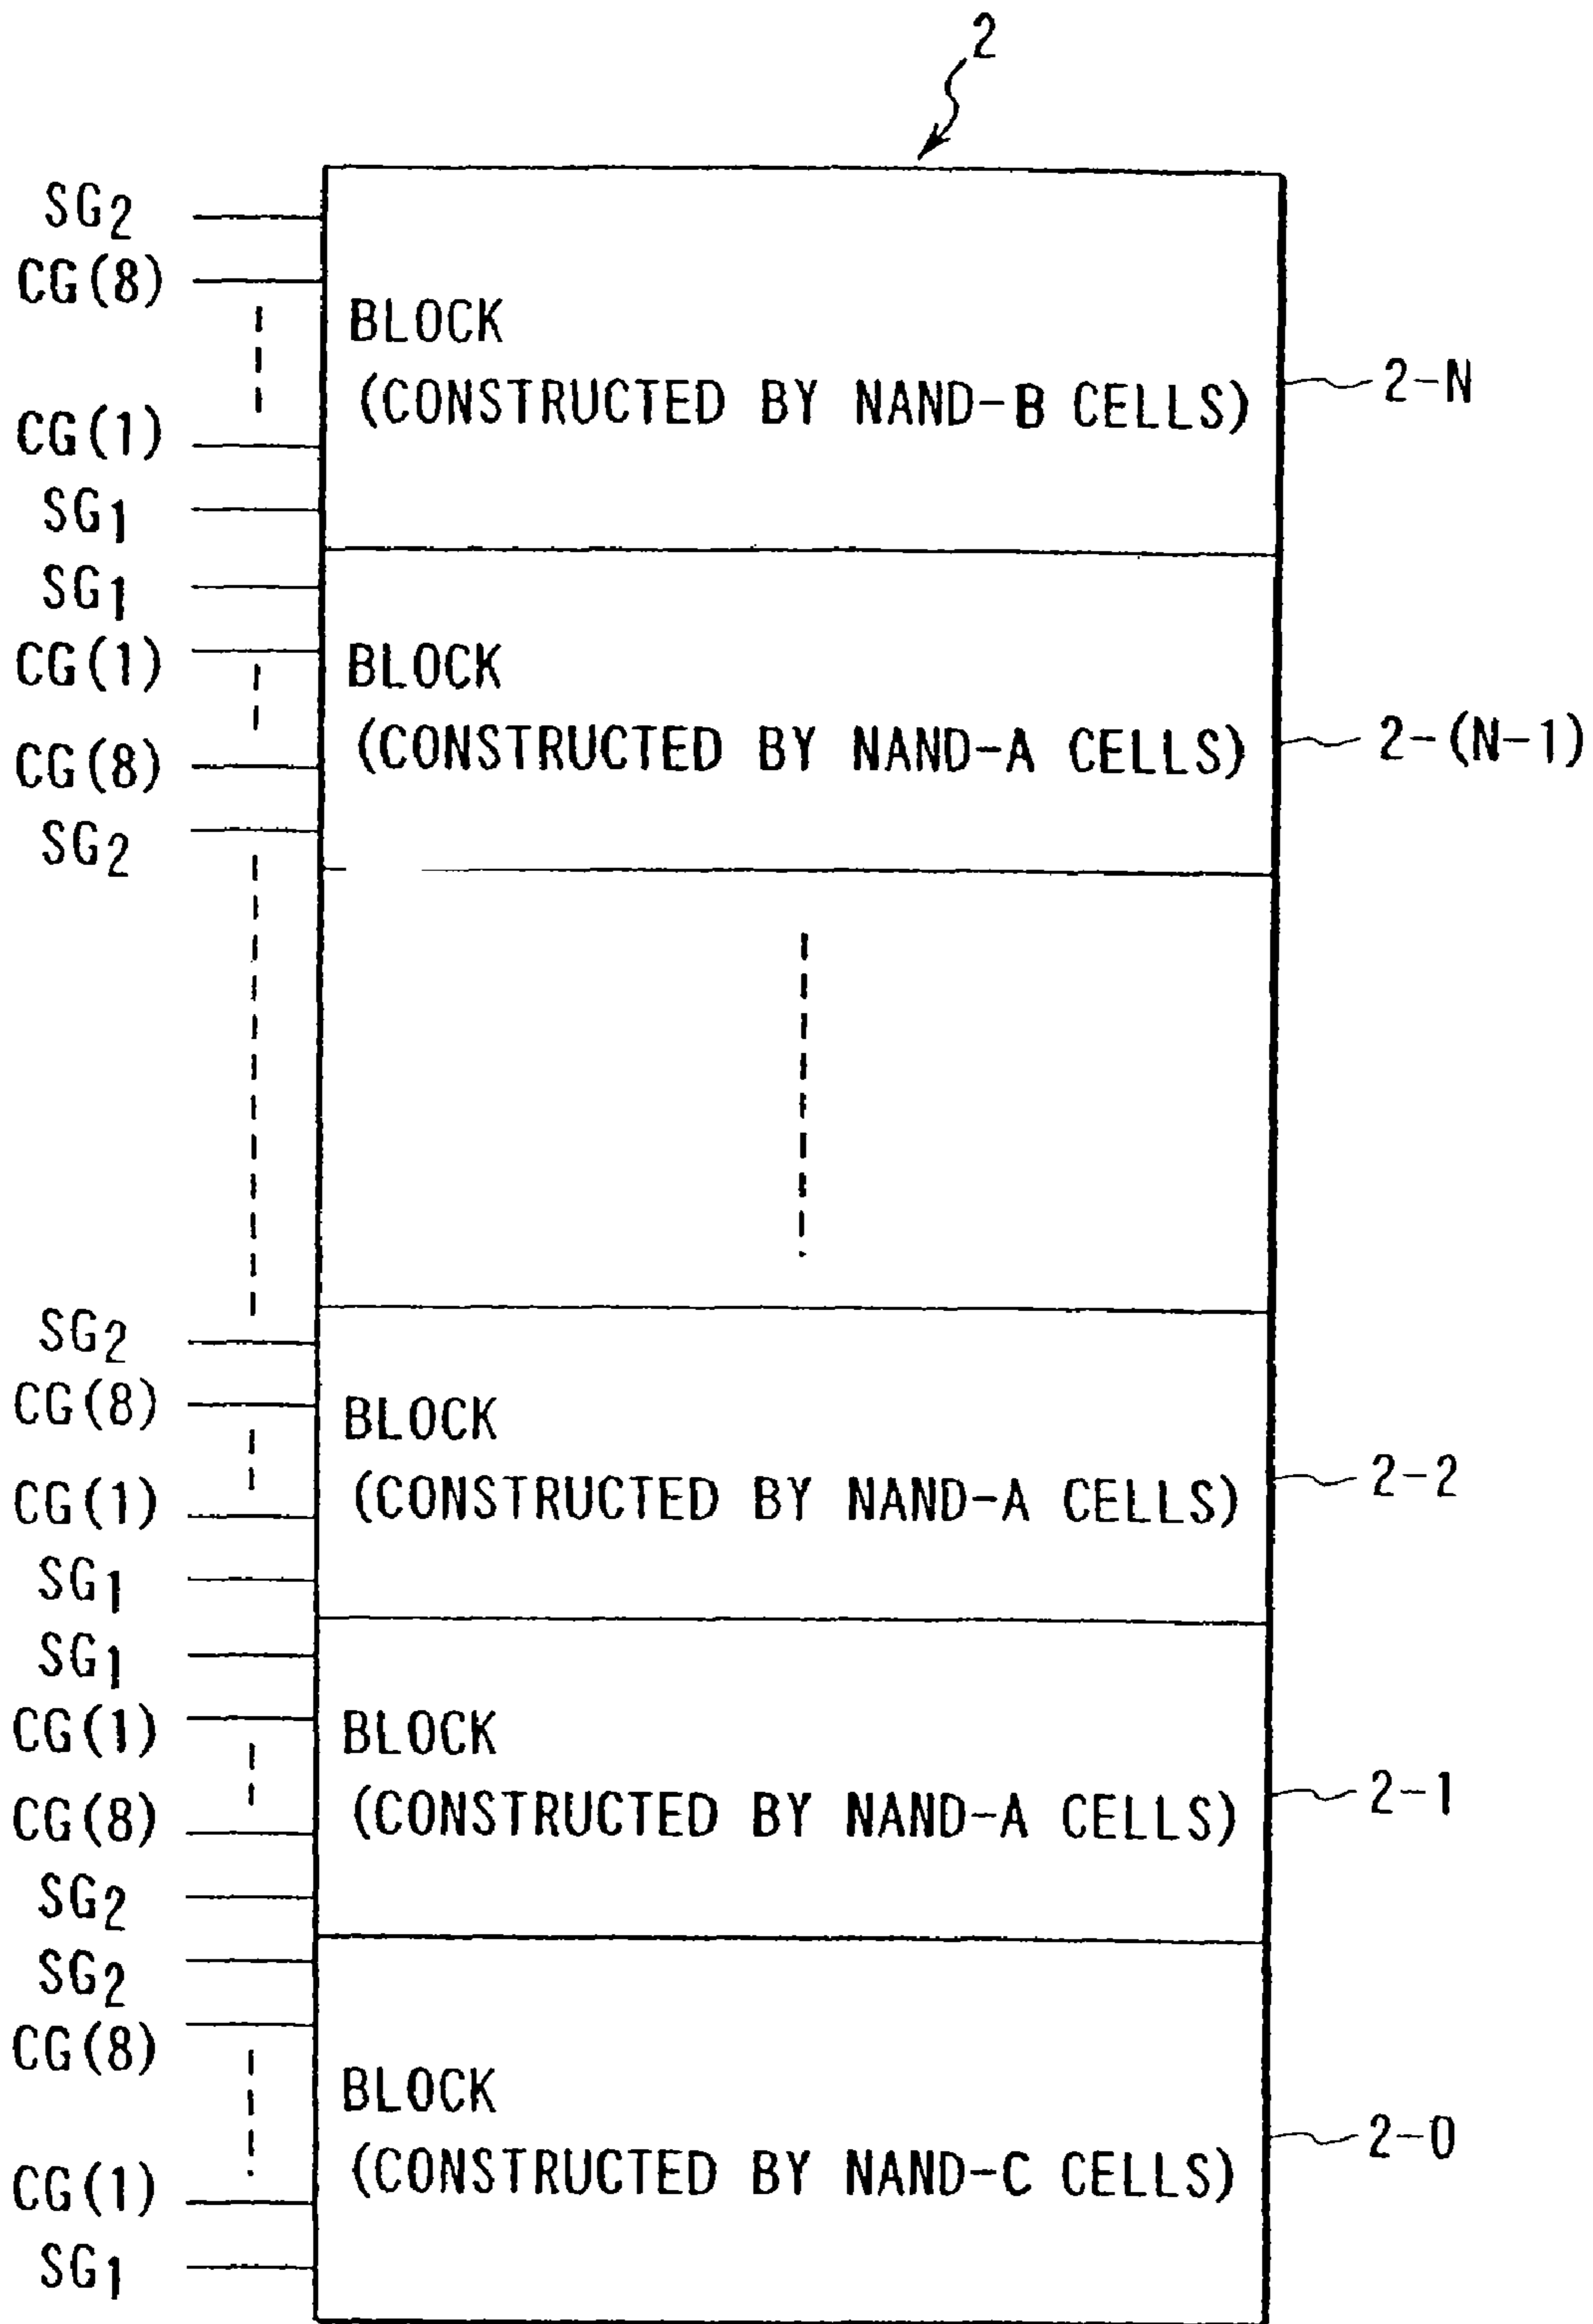 2
SG2
CG(8)
BLOCK
(CONSTRUCTED BY NAND-B CELLS)
2-N
CG(1)
SG1
SG1
CG(1)
BLOCK
(CONSTRUCTED BY NAND-A CELLS)
2-(N-1)
CG(8)
SG2
SG2
CG(8)
BLOCK
(CONSTRUCTED BY NAND-A CELLS)
2-2
CG(1)
SG1
SG1
CG(1)
BLOCK
(CONSTRUCTED BY NAND-A CELLS)
2-1
CG(8)
SG2
SG2
CG(8)
BLOCK
(CONSTRUCTED BY NAND-C CELLS)
2-0
CG(1)
SG1